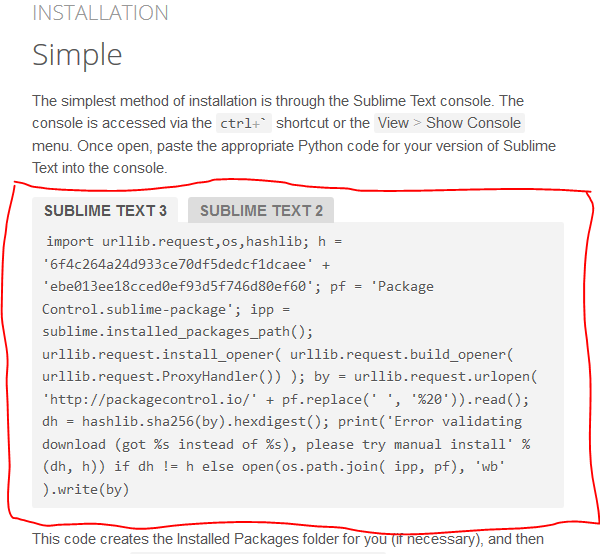 INSTALLATION
Simple
The simplest method of installation is through the Sublime Text console. The
console is accessed via the ctrl+` shortcut or the View > Show Console
menu. Once open, paste the appropriate Python code for your version of Sublime
Text into the console.
SUBLIME TEXT 3 SUBLIME TEXT 2
import urllib.request,os,hashlib; h =
'6f4c264a24d933ce70df5dedcf1dcaee' +
'ebe013ee18cced0ef93d5f746d80ef60'; pf = 'Package
Control.sublime-package'; ipp =
sublime.installed_packages_path();
urllib.request.install_opener( urllib.request.build_opener(
urllib.request.ProxyHandler()) ); by = urllib.request.urlopen(
'http://packagecontrol.io/' + pf.replace(' ', '%20')).read();
dh = hashlib.sha256(by).hexdigest(); print('Error validating
download (got %s instead of %s), please try manual install' %
(dh, h)) if dh != h else open(os.path.join( ipp, pf), 'wb'
).write(by)
This code creates the Installed Packages folder for you (if necessary), and then